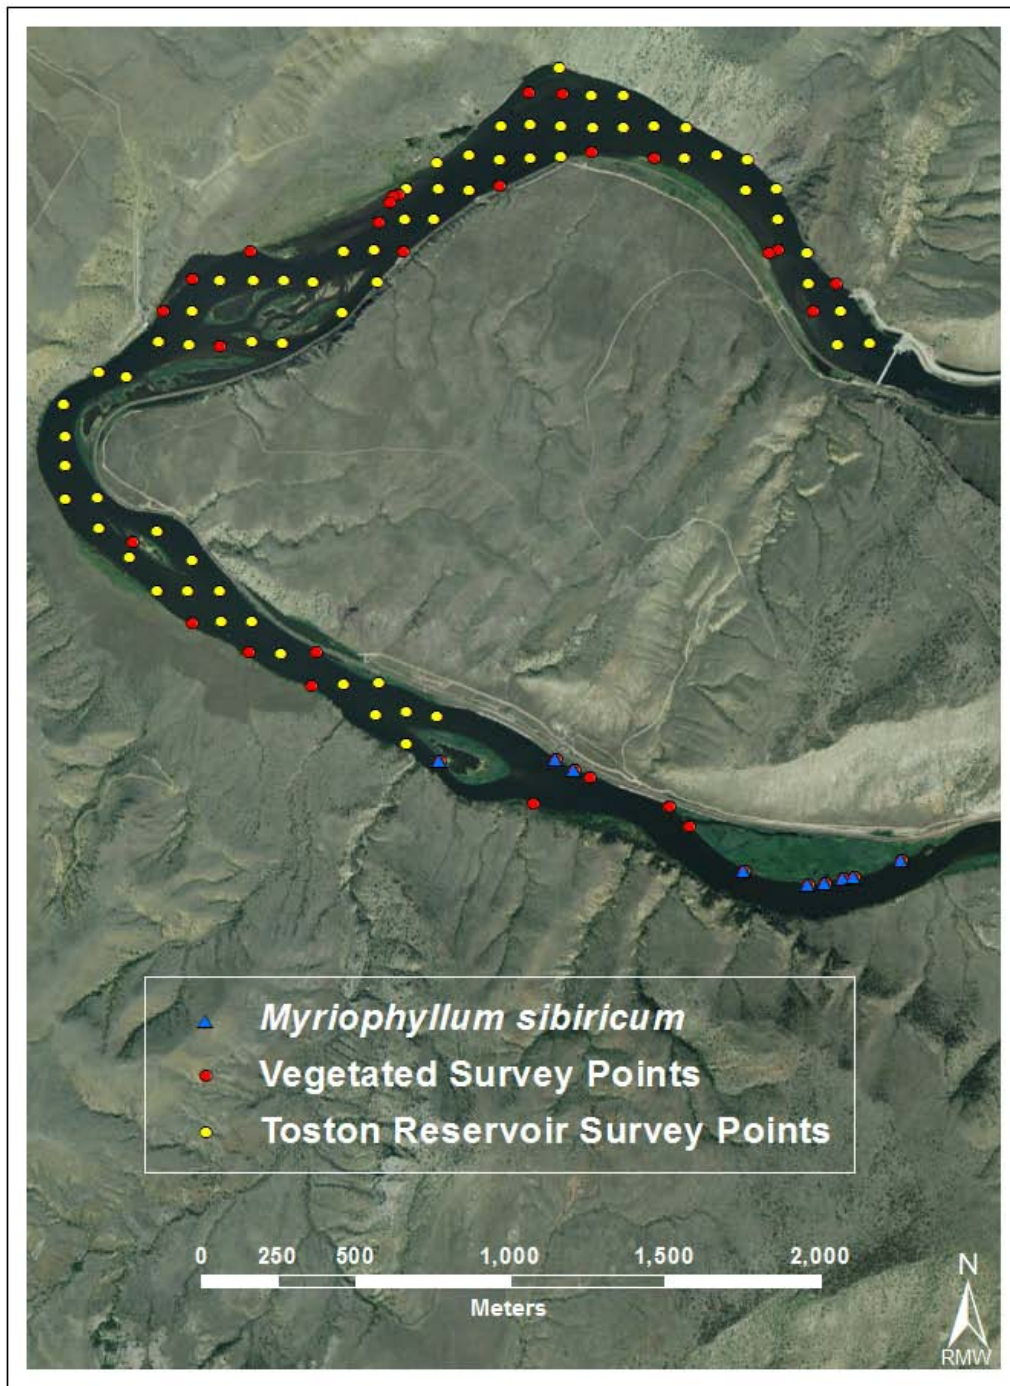 Myriophyllum sibiricum
Vegetated Survey Points
Toston Reservoir Survey Points
0 250 500 1,000 1,500 2,000
Meters
N
RMW